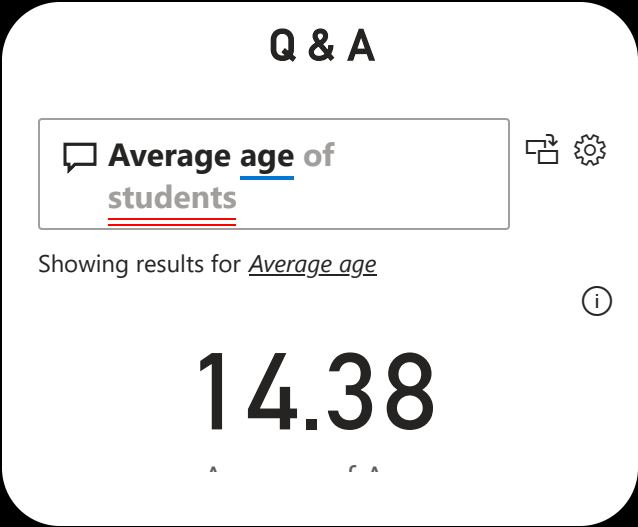 Q & A
Average age of
students
Showing results for Average age
14.38